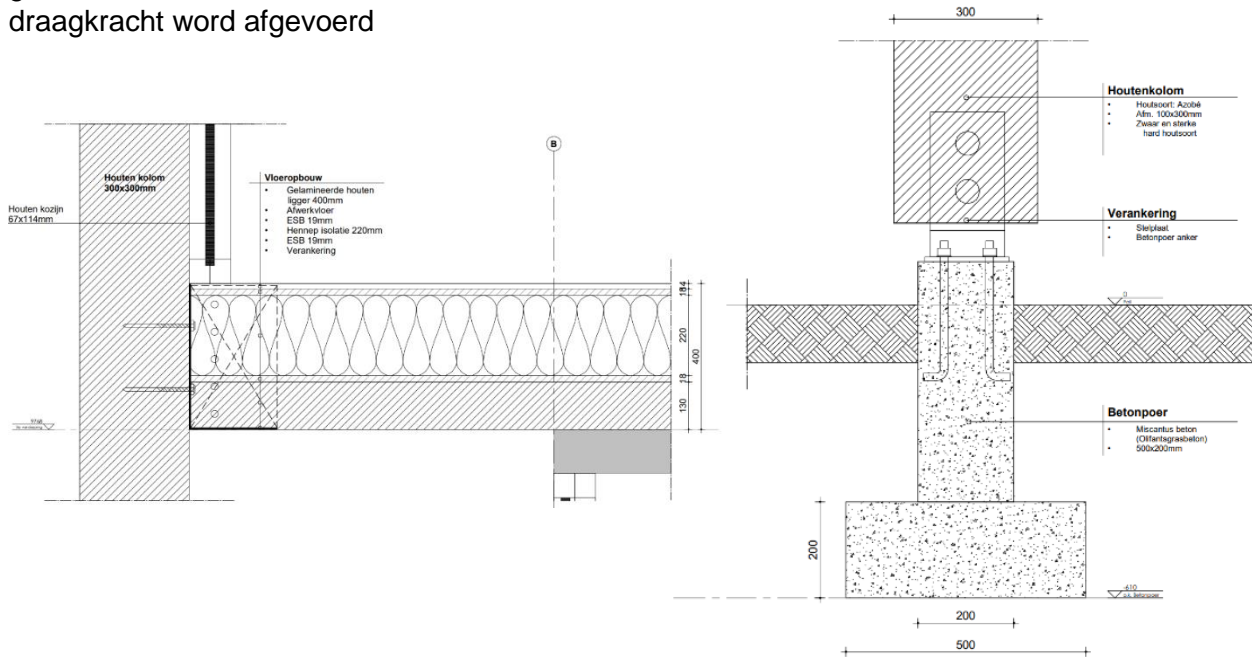 draagkracht word afgevoerd
Houten kolom
300x300mm
Houten kozijn
67x114mm
Vloeropbouw
• Gelamineerde houten
ligger 400mm
• Afwerkvloer
• ESB 19mm
• Hennep isolatie 220mm
• ESB 19mm
• Verankering
B
184
220
18
130
400
300
Houtenkolom
• Houtsoort: Azobé
• Afm. 100x300mm
• Zwaar en sterke
hard houtsoort
Verankering
• Stelplaat
• Betonpoer anker
0
Betonpoer
• Miscantus beton
(Olifantsgrasbeton)
• 500x200mm
200
-610
o.k. Betonpoer
200
500